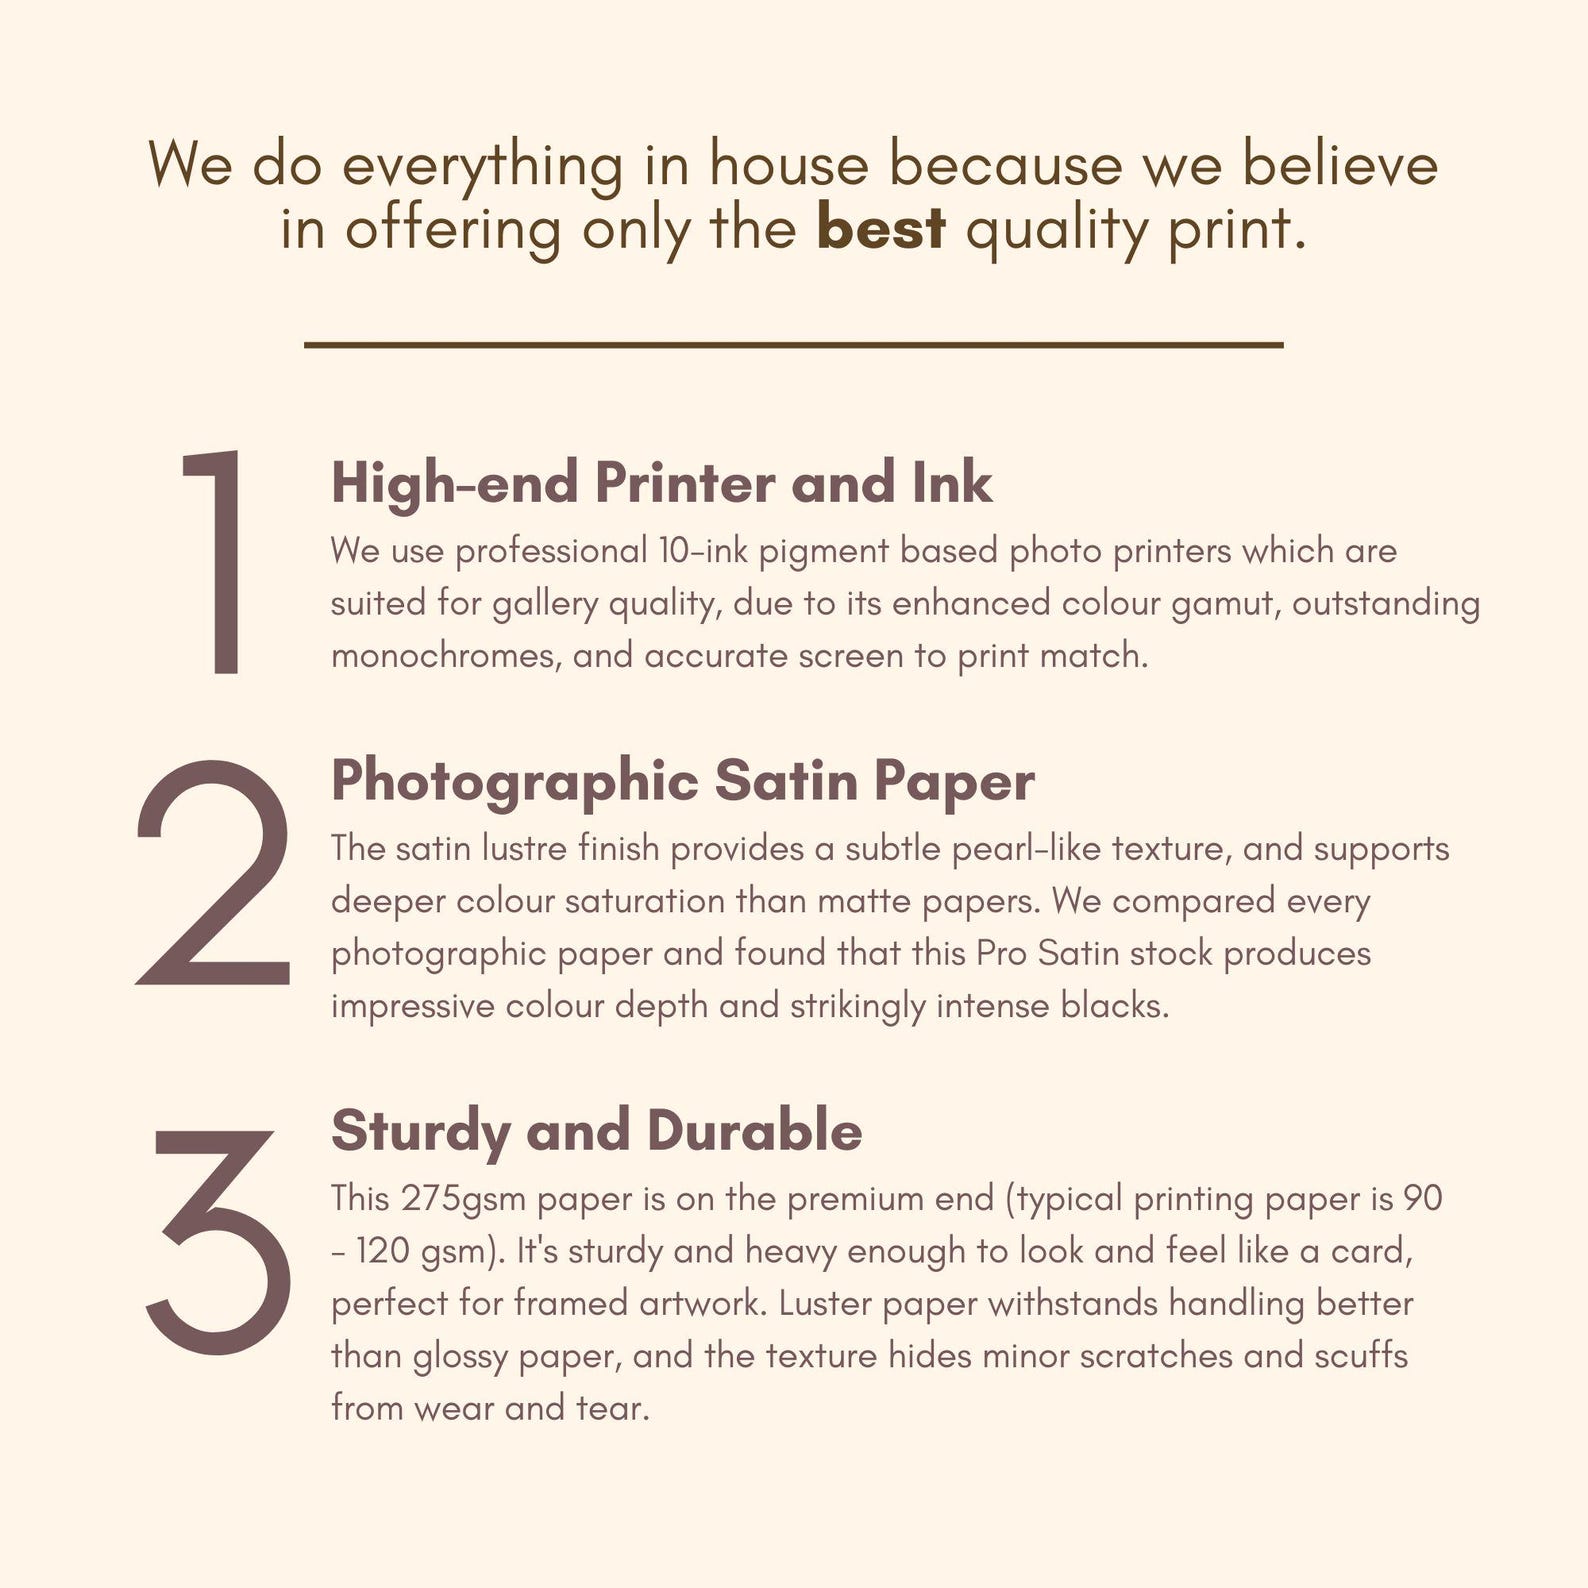 We do everything in house because we believe
in offering only the best quality print.
1
High-end Printer and Ink
We use professional 10-ink pigment based photo printers which are
suited for gallery quality, due to its enhanced colour gamut, outstanding
monochromes, and accurate screen to print match.
2
Photographic Satin Paper
The satin lustre finish provides a subtle pearl-like texture, and supports
deeper colour saturation than matte papers. We compared every
photographic paper and found that this Pro Satin stock produces
impressive colour depth and strikingly intense blacks.
3
Sturdy and Durable
This 275gsm paper is on the premium end (typical printing paper is 90
- 120 gsm). It's sturdy and heavy enough to look and feel like a card,
perfect for framed artwork. Luster paper withstands handling better
than glossy paper, and the texture hides minor scratches and scuffs
from wear and tear.